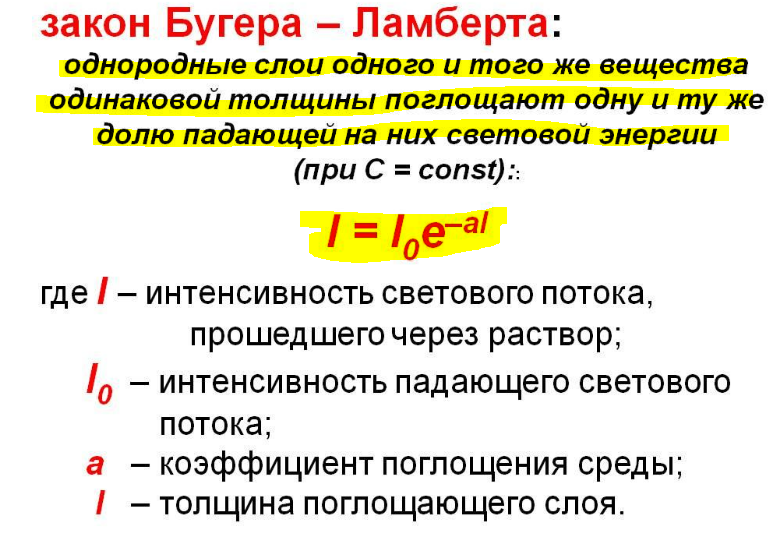 закон Бугера – Ламберта:
однородные слои одного и того же вещества
одинаковой толщины поглощают одну и ту же
долю падающей на них световой энергии
(при С = const)::
I = I₀e⁻ᵃˡ
где I – интенсивность светового потока,
прошедшего через раствор;
I₀ – интенсивность падающего светового
потока;
a – коэффициент поглощения среды;
l – толщина поглощающего слоя.